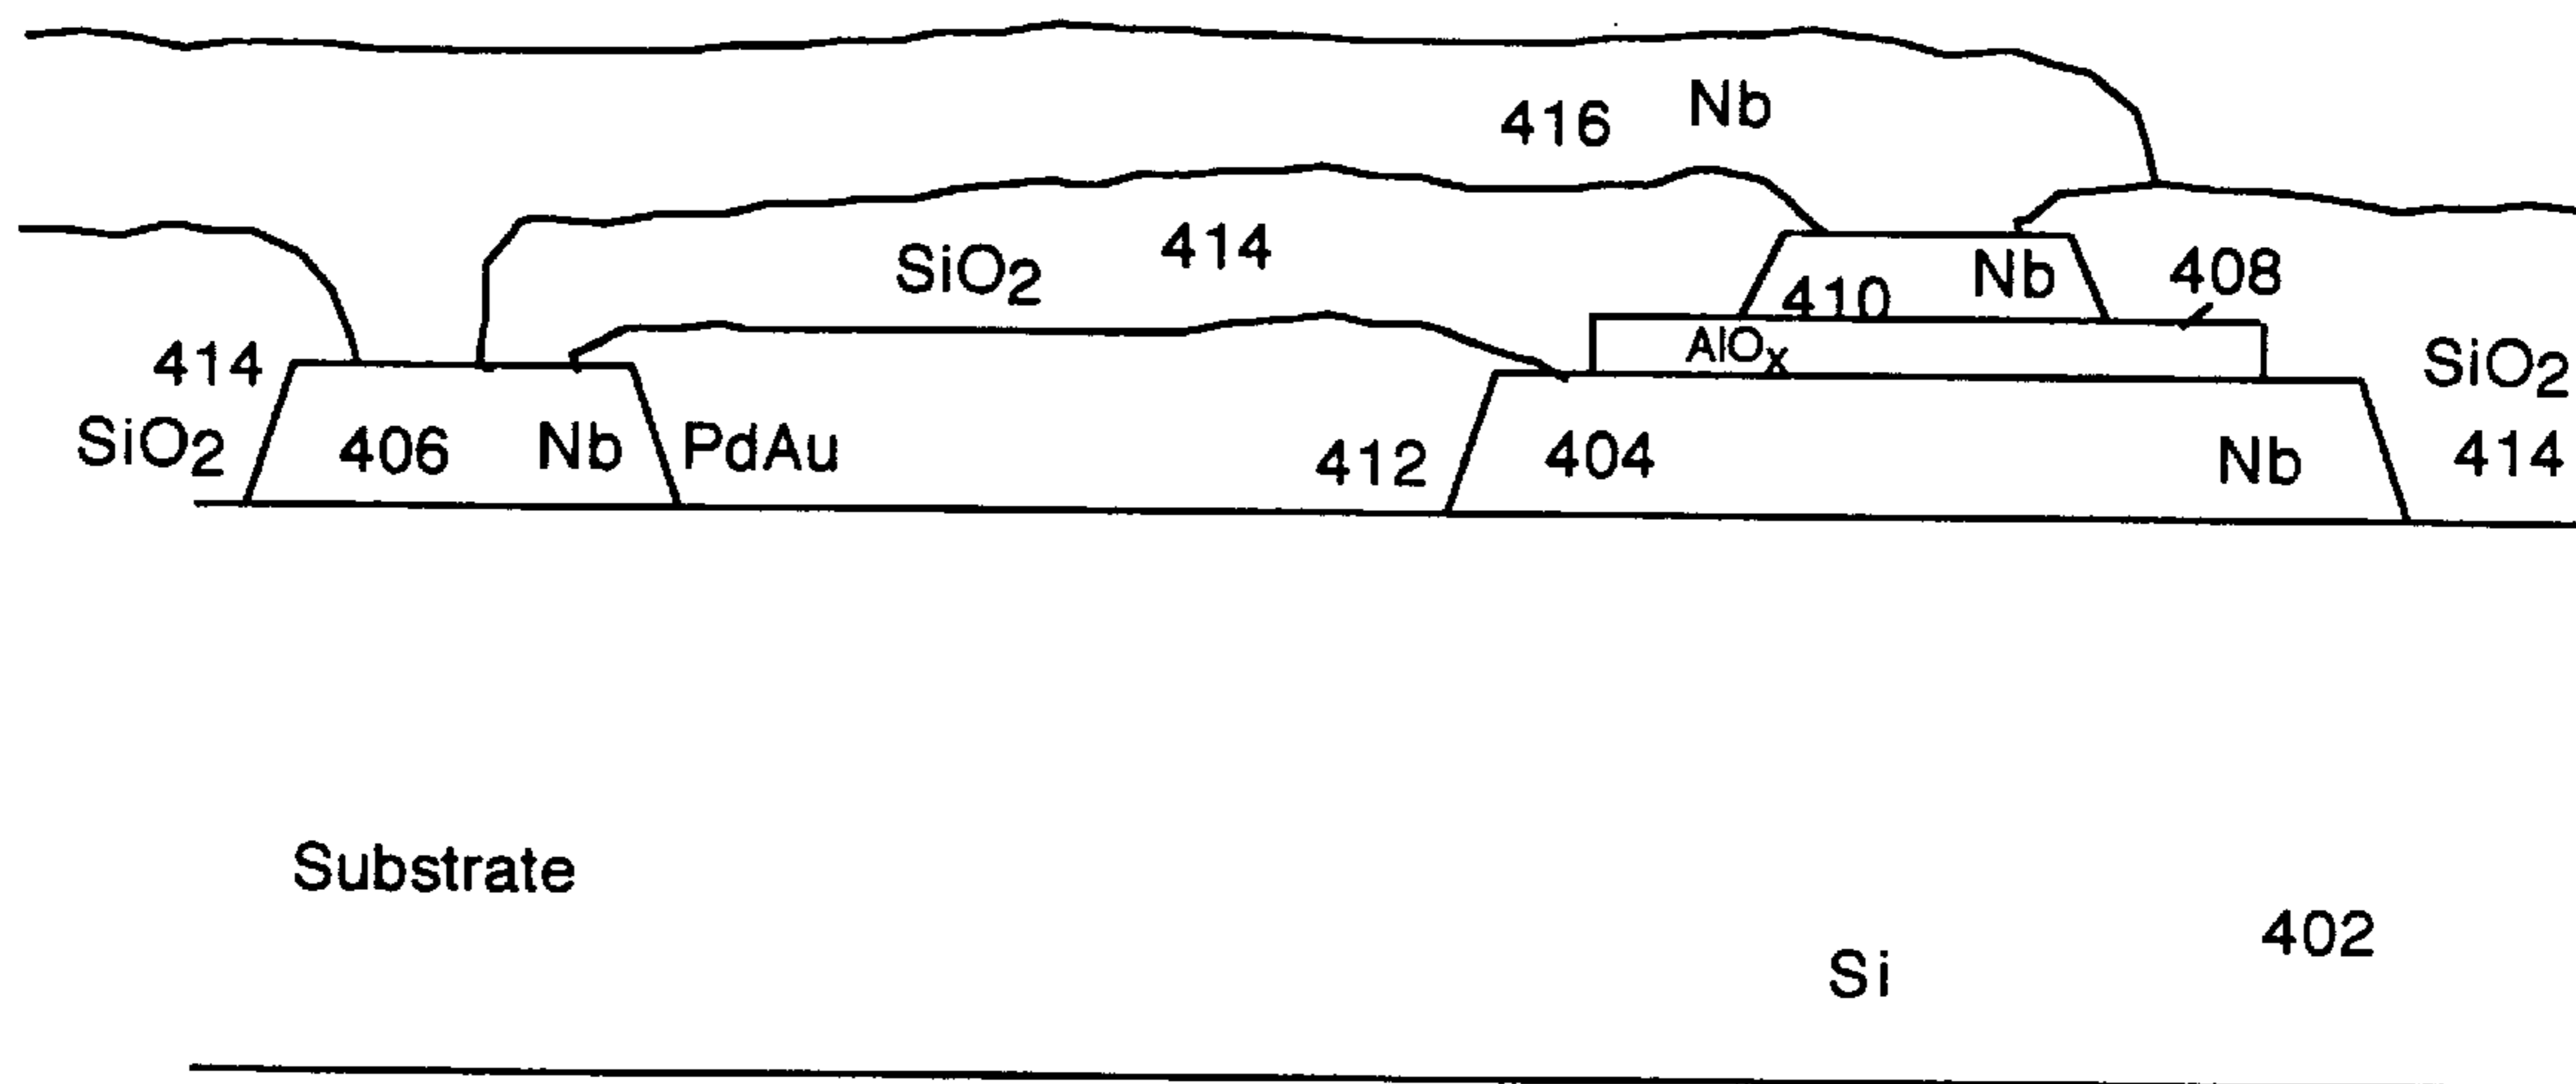 416 Nb
SiO2 414
410 Nb 408
414 AlOx SiO2
SiO2 406 Nb PdAu 412 404 Nb 414
Substrate
402
Si